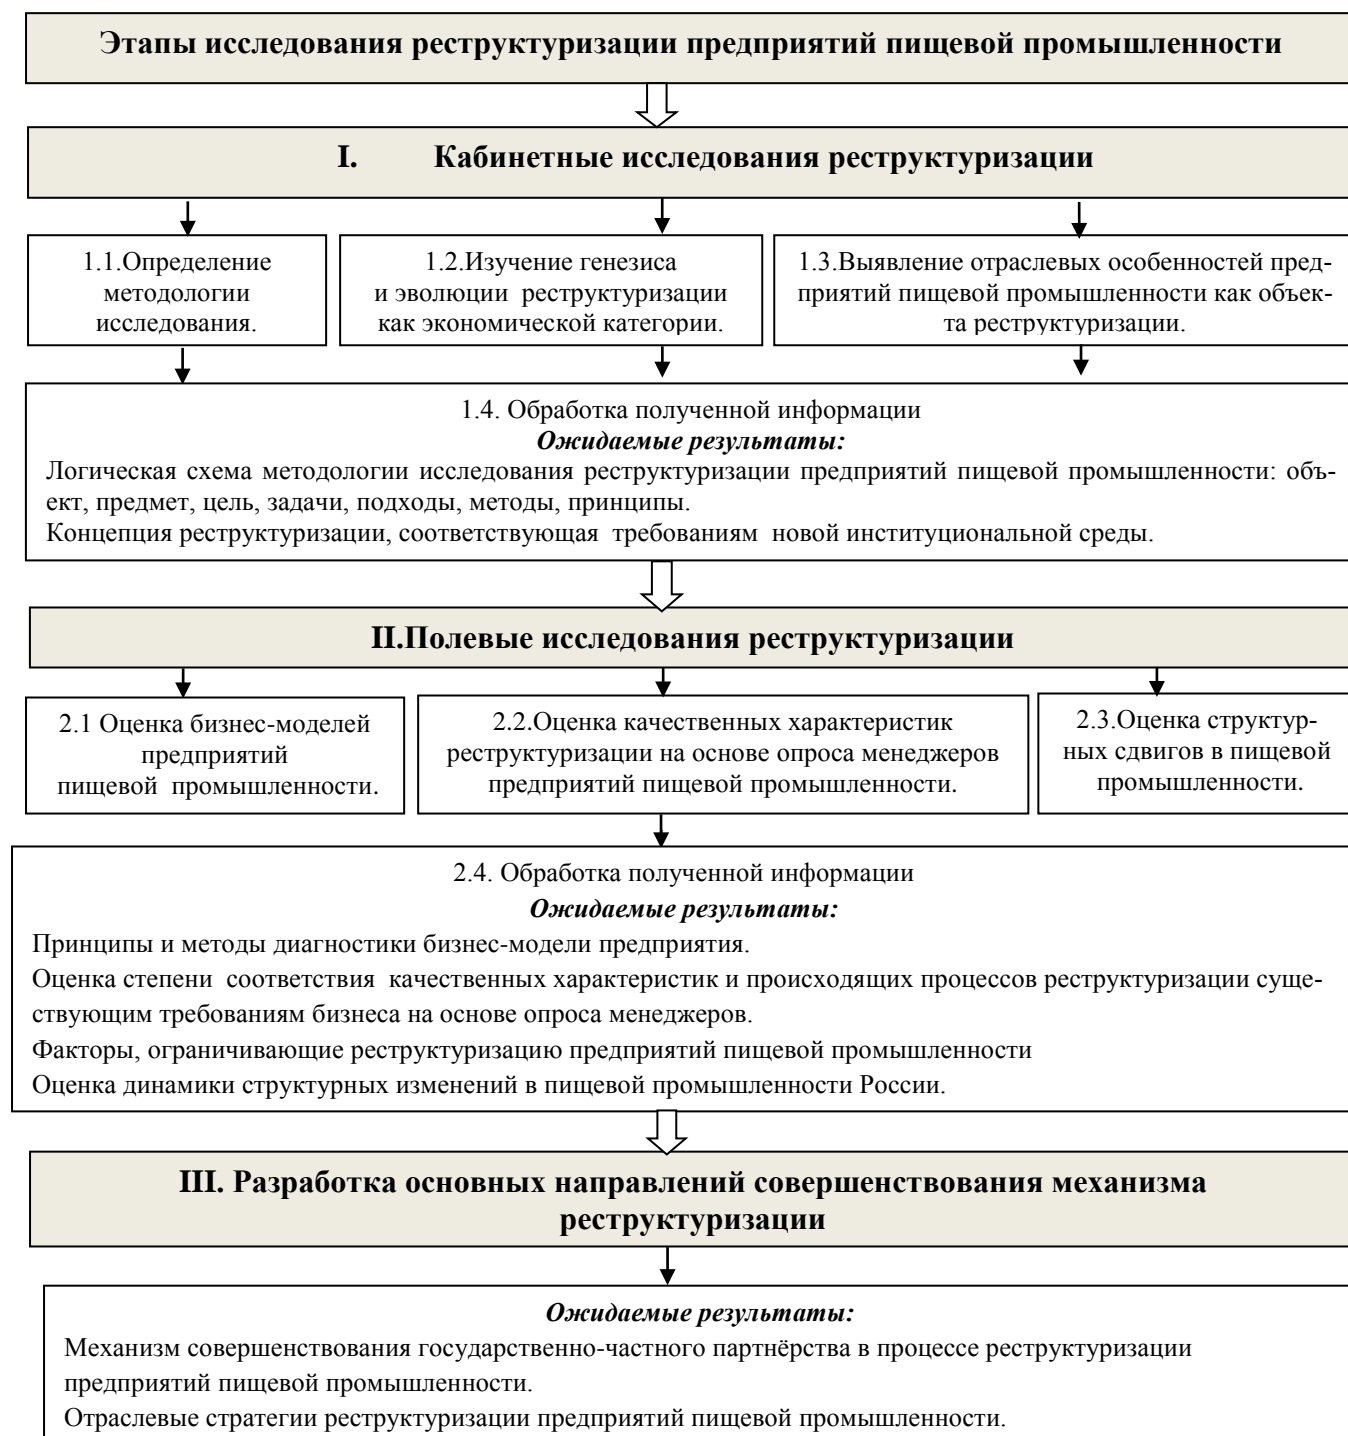 Этапы исследования реструктуризации предприятий пищевой промышленности
I. Кабинетные исследования реструктуризации
1.1.Определение
методологии
исследования.
1.2.Изучение генезиса
и эволюции реструктуризации
как экономической категории.
1.3.Выявление отраслевых особенностей пред-
приятий пищевой промышленности как объек-
та реструктуризации.
1.4. Обработка полученной информации
Ожидаемые результаты:
Логическая схема методологии исследования реструктуризации предприятий пищевой промышленности: объ-
ект, предмет, цель, задачи, подходы, методы, принципы.
Концепция реструктуризации, соответствующая требованиям новой институциональной среды.
II.Полевые исследования реструктуризации
2.1 Оценка бизнес-моделей
предприятий
пищевой промышленности.
2.2.Оценка качественных характеристик
реструктуризации на основе опроса менеджеров
предприятий пищевой промышленности.
2.3.Оценка структур-
ных сдвигов в пищевой
промышленности.
2.4. Обработка полученной информации
Ожидаемые результаты:
Принципы и методы диагностики бизнес-модели предприятия.
Оценка степени соответствия качественных характеристик и происходящих процессов реструктуризации суще-
ствующим требованиям бизнеса на основе опроса менеджеров.
Факторы, ограничивающие реструктуризацию предприятий пищевой промышленности
Оценка динамики структурных изменений в пищевой промышленности России.
III. Разработка основных направлений совершенствования механизма
реструктуризации
Ожидаемые результаты:
Механизм совершенствования государственно-частного партнёрства в процессе реструктуризации
предприятий пищевой промышленности.
Отраслевые стратегии реструктуризации предприятий пищевой промышленности.